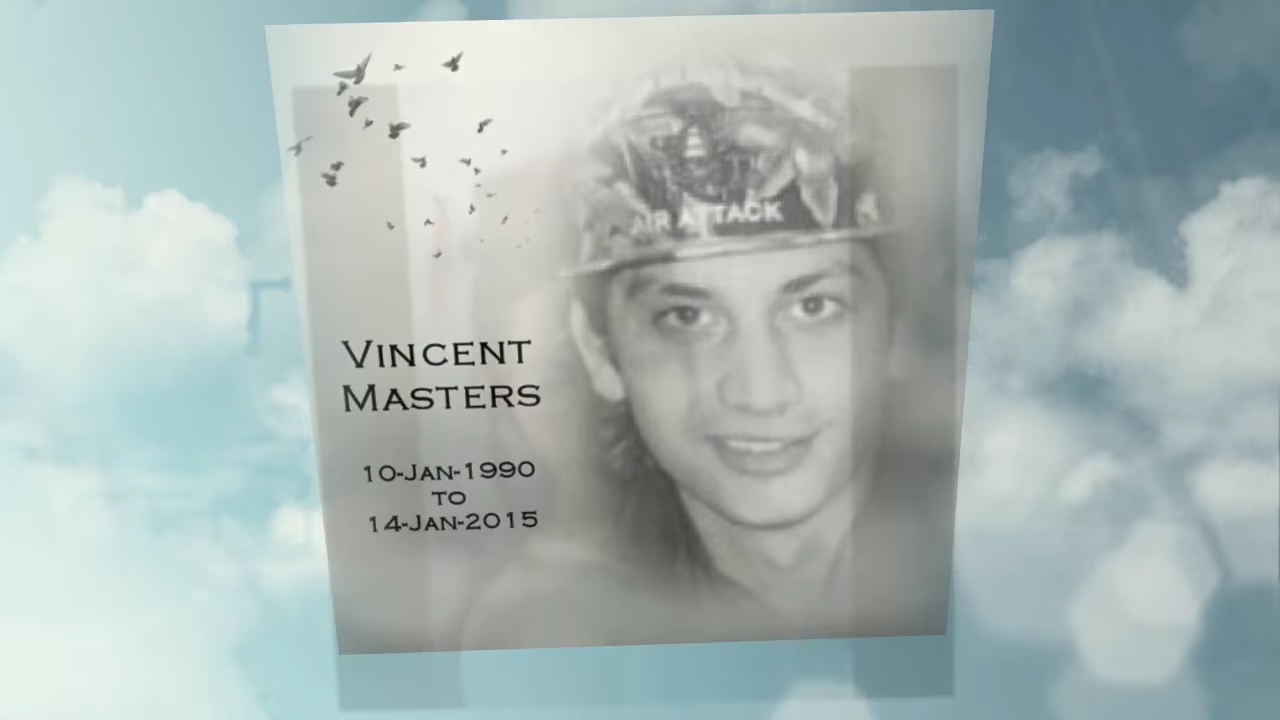 AIR ATTACK
VINCENT
MASTERS
10-JAN-1990
TO
14-JAN-2015